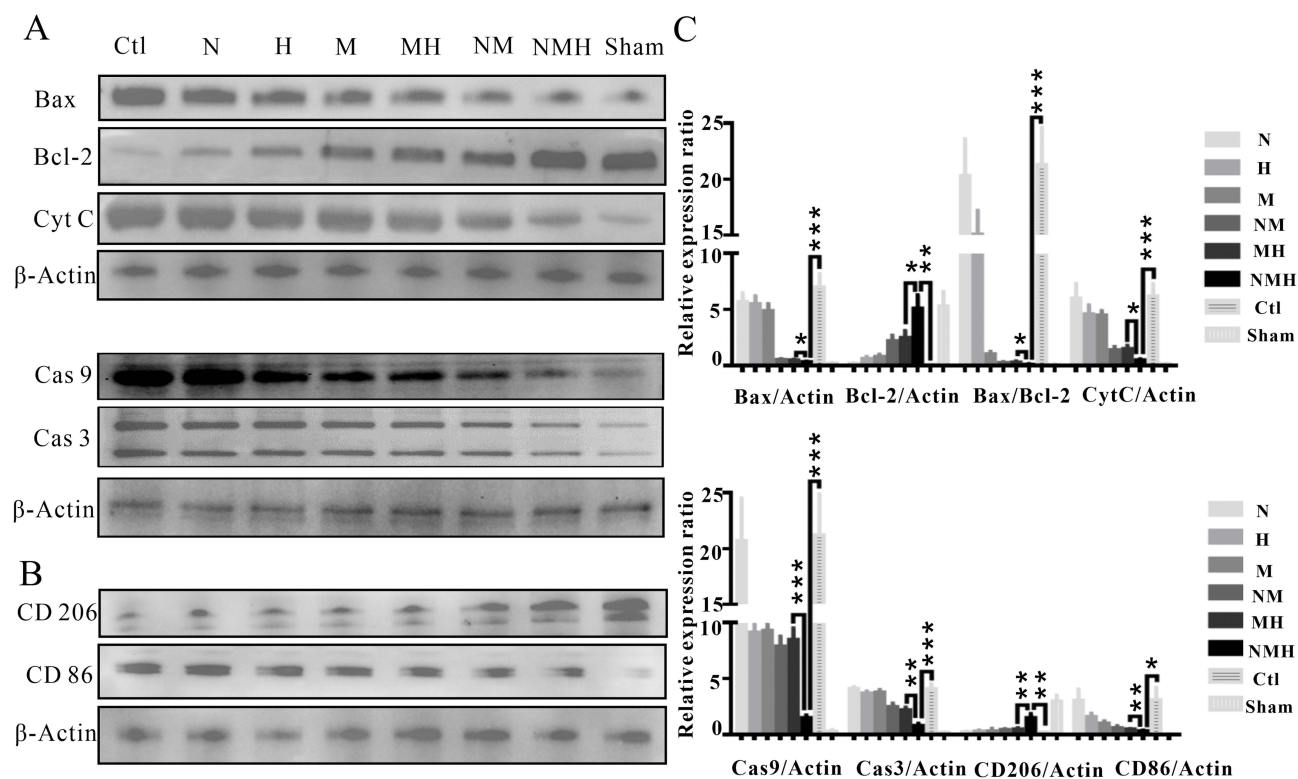 A
Ctl N H M MH NM NMH Sham
Bax
Bcl-2
Cyt C
β-Actin
Cas 9
Cas 3
β-Actin
B
CD 206
CD 86
β-Actin
C
Relative expression ratio
25
20
15
10
5
0
***
*
*
**
*
***
*
***
Bax/Actin Bcl-2/Actin Bax/Bcl-2 CytC/Actin
N
H
M
NM
MH
NMH
Ctl
Sham
Relative expression ratio
25
20
15
10
5
0
***
***
**
***
**
**
**
*
Cas9/Actin Cas3/Actin CD206/Actin CD86/Actin
N
H
M
NM
MH
NMH
Ctl
Sham